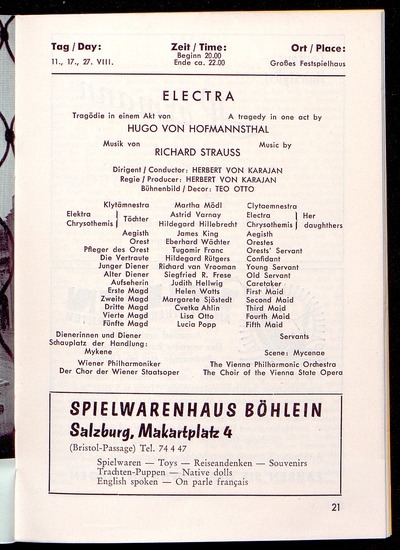 Tag / Day: Zeit / Time: Ort / Place:
Beginn 20.00
11., 17., 27. VIII. Ende ca. 22.00 Großes Festspielhaus
ELECTRA
Tragödie in einem Akt von A tragedy in one act by
HUGO VON HOFMANNSTHAL
Musik von Music by
RICHARD STRAUSS
Dirigent / Conductor: HERBERT VON KARAJAN
Regie / Producer: HERBERT VON KARAJAN
Bühnenbild / Decor: TEO OTTO
Klytämnestra Martha Mödl Clytaemnestra
Elektra } Töchter Astrid Varnay Electra } Her
Chrysothemis Hildegard Hillebrecht Chrysothemis daughters
Aegisth James King Aegisth
Orest Eberhard Wächter Orestes
Pfleger des Orest Tugomir Franc Orests' Servant
Die Vertraute Hildegard Rütgers Confidant
Junger Diener Richard van Vrooman Young Servant
Alter Diener Siegfried R. Frese Old Servant
Aufseherin Judith Hellwig Caretaker
Erste Magd Helen Watts First Maid
Zweite Magd Margarete Sjöstedt Second Maid
Dritte Magd Cvetka Ahlin Third Maid
Vierte Magd Lisa Otto Fourth Maid
Fünfte Magd Lucia Popp Fifth Maid
Dienerinnen und Diener Servants
Schauplatz der Handlung:
Mykene Scene: Mycenae
Wiener Philharmoniker The Vienna Philharmonic Orchestra
Der Chor der Wiener Staatsoper The Choir of the Vienna State Opera
SPIELWARENHAUS BÖHLEIN
Salzburg, Makartplatz 4
(Bristol-Passage) Tel. 74 4 47
Spielwaren — Toys — Reiseandenken — Souvenirs
Trachten-Puppen — Native dolls
English spoken — On parle français
21